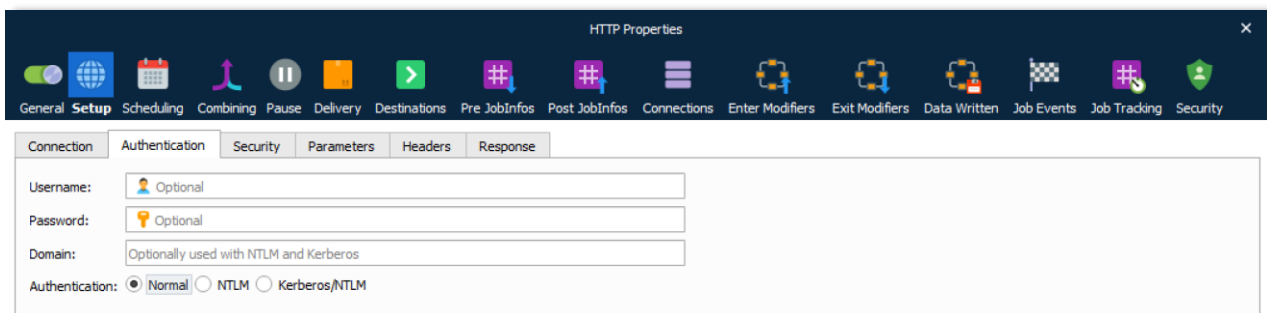 HTTP Properties
General Setup Scheduling Combining Pause Delivery Destinations Pre JobInfos Post JobInfos Connections Enter Modifiers Exit Modifiers Data Written Job Events Job Tracking Security
Connection Authentication Security Parameters Headers Response
Username: Optional
Password: Optional
Domain: Optionally used with NTLM and Kerberos
Authentication: Normal NTLM Kerberos/NTLM